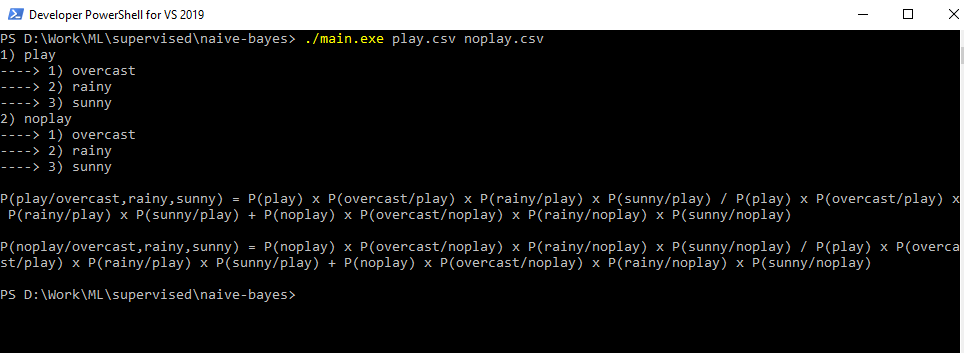 Developer PowerShell for VS 2019
PS D:\Work\ML\supervised\naive-bayes> ./main.exe play.csv noplay.csv
1) play
----> 1) overcast
----> 2) rainy
----> 3) sunny
2) noplay
----> 1) overcast
----> 2) rainy
----> 3) sunny
P(play/overcast,rainy,sunny) = P(play) x P(overcast/play) x P(rainy/play) x P(sunny/play) / P(play) x P(overcast/play) x
 P(rainy/play) x P(sunny/play) + P(noplay) x P(overcast/noplay) x P(rainy/noplay) x P(sunny/noplay)
P(noplay/overcast,rainy,sunny) = P(noplay) x P(overcast/noplay) x P(rainy/noplay) x P(sunny/noplay) / P(play) x P(overca
st/play) x P(rainy/play) x P(sunny/play) + P(noplay) x P(overcast/noplay) x P(rainy/noplay) x P(sunny/noplay)
PS D:\Work\ML\supervised\naive-bayes>